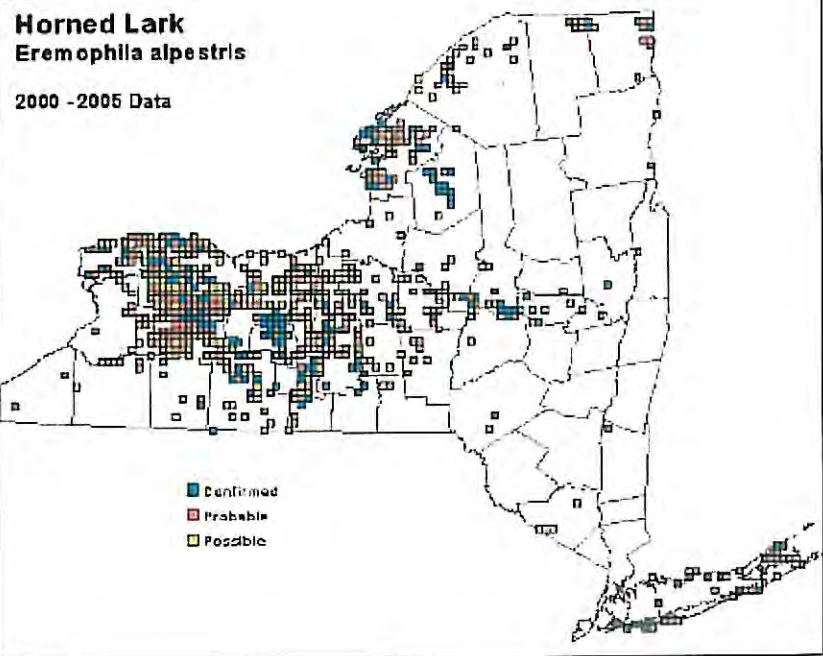 Horned Lark
Eremophila alpestris
2000 - 2005 Data
Confirmed
Probable
Possible